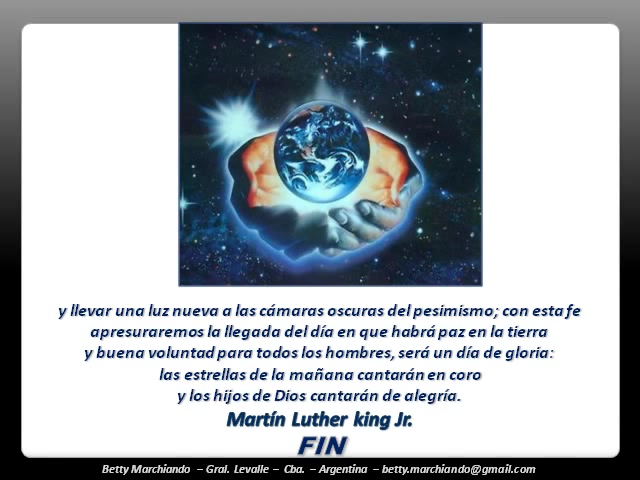 y llevar una luz nueva a las cámaras oscuras del pesimismo; con esta fe
apresuraremos la llegada del día en que habrá paz en la tierra
y buena voluntad para todos los hombres, será un día de gloria:
las estrellas de la mañana cantarán en coro
y los hijos de Dios cantarán de alegría.
Martín Luther king Jr.
FIN
Betty Marchiando – Gral. Levalle – Cba. – Argentina – betty.marchiando@gmail.com